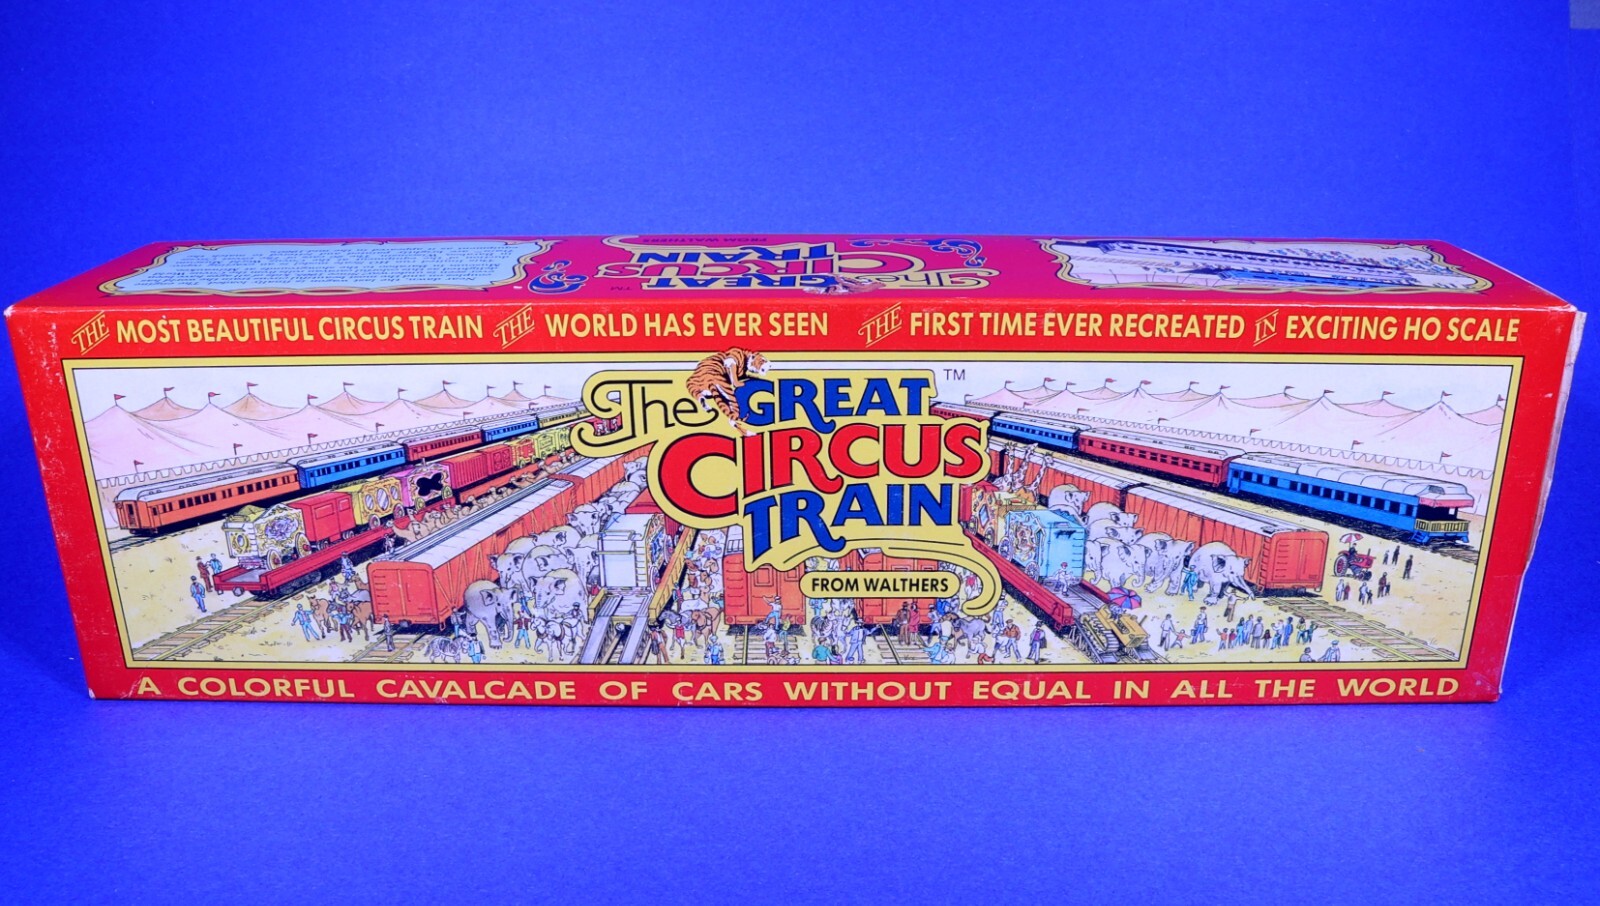 The GREAT CIRCUS TRAIN ™
FROM WALTHERS
THE MOST BEAUTIFUL CIRCUS TRAIN THE WORLD HAS EVER SEEN THE FIRST TIME EVER RECREATED IN EXCITING HO SCALE
The GREAT ™
CIRCUS
TRAIN
FROM WALTHERS
A COLORFUL CAVALCADE OF CARS WITHOUT EQUAL IN ALL THE WORLD